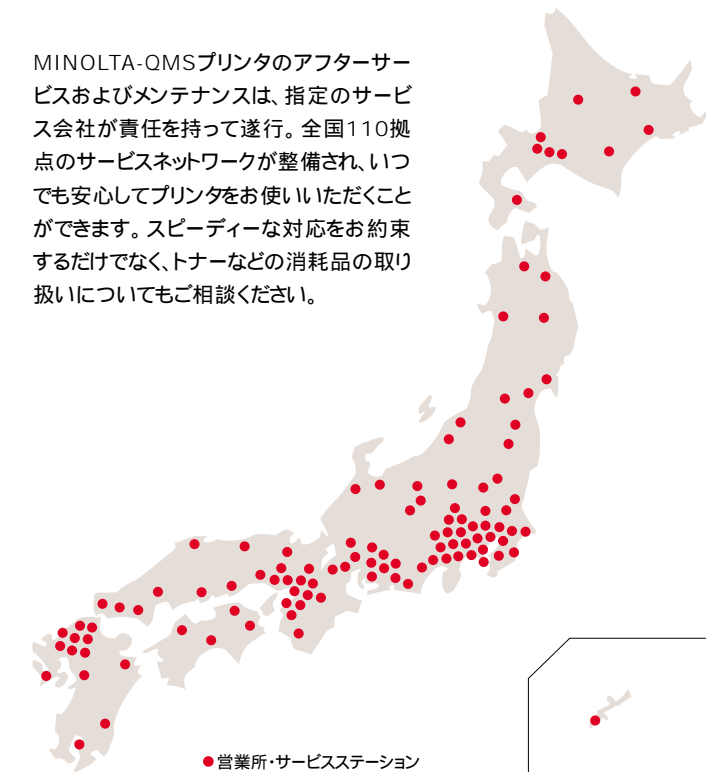 MINOLTA-QMSプリンタのアフターサー
ビスおよびメンテナンスは、指定のサービ
ス会社が責任を持って遂行。全国110拠
点のサービスネットワークが整備され、いつ
でも安心してプリンタをお使いいただくこと
ができます。スピーディーな対応をお約束
するだけでなく、トナーなどの消耗品の取り
扱いについてもご相談ください。
●営業所・サービスステーション